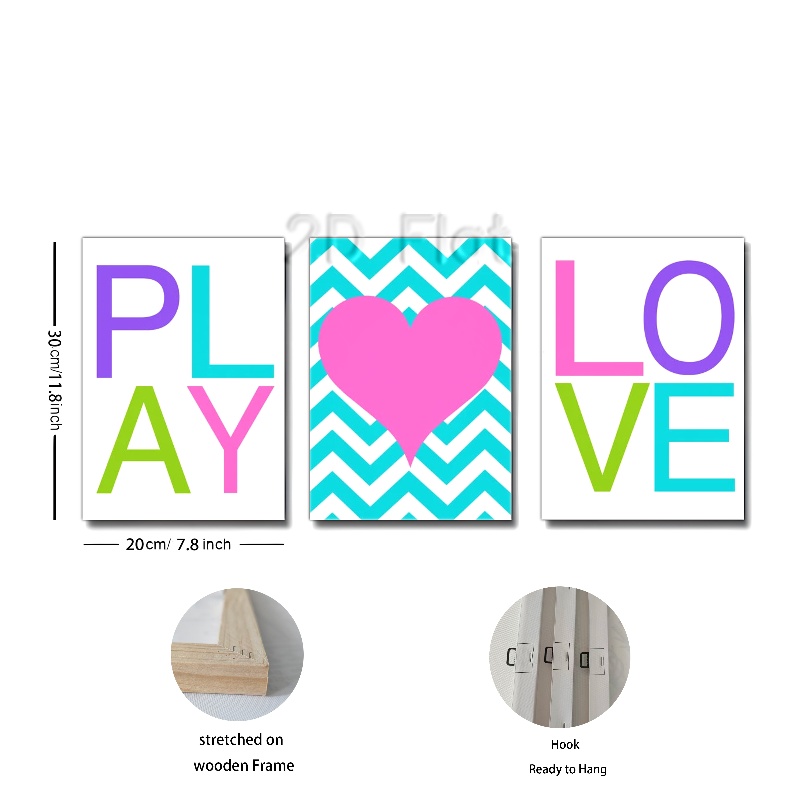 2D Flat
PL
AY
LO
VE
30cm/11.8inch
20cm/ 7.8 inch
stretched on
wooden Frame
Hook
Ready to Hang